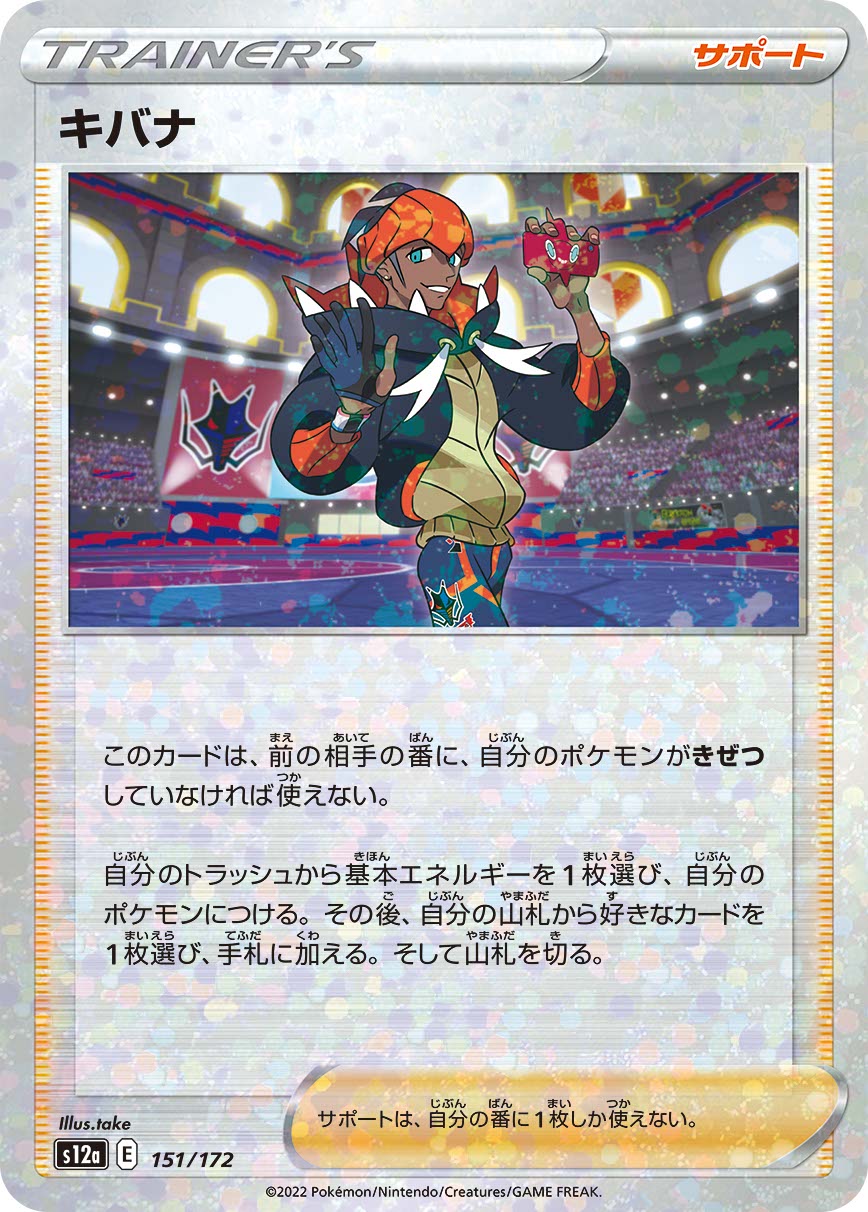 TRAINER'S
サポート
キバナ
このカードは、前の相手の番に、自分のポケモンがきぜつ
していなければ使えない。
自分のトラッシュから基本エネルギーを1枚選び、自分の
ポケモンにつける。その後、自分の山札から好きなカードを
1枚選び、手札に加える。そして山札を切る。
サポートは、自分の番に1枚しか使えない。
Illus.take
s12a E 151/172
©2022 Pokémon/Nintendo/Creatures/GAME FREAK.